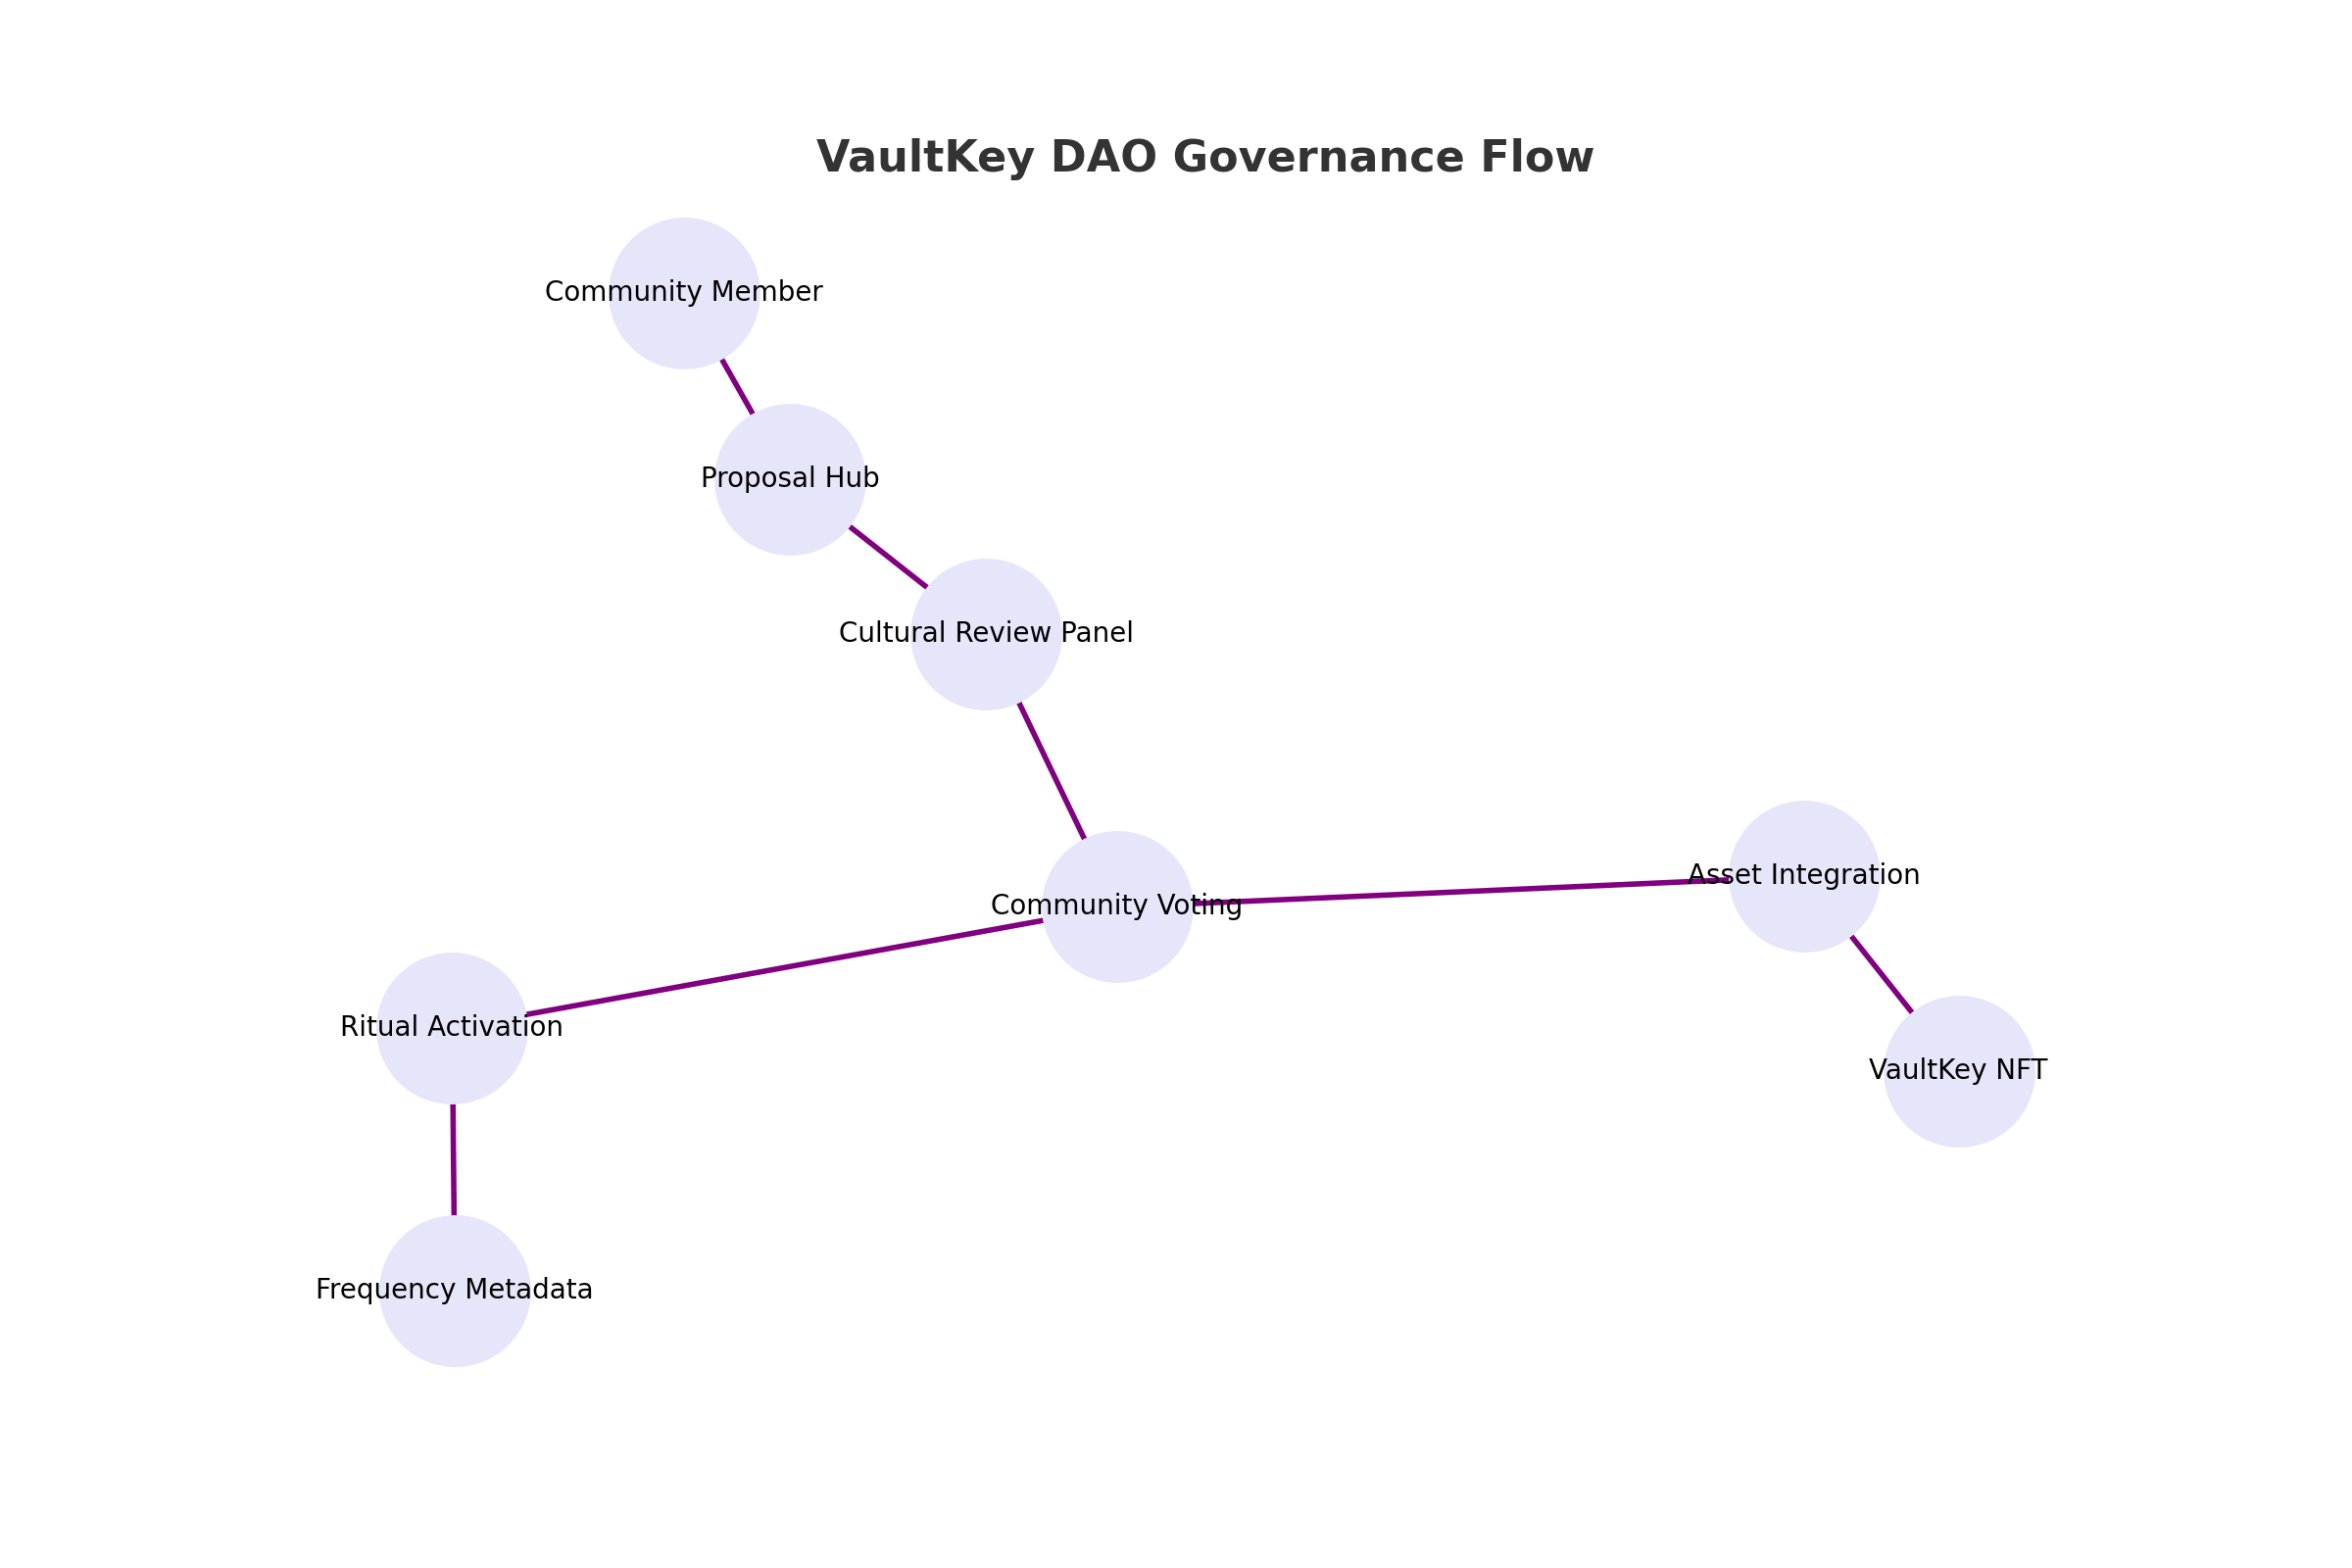 VaultKey DAO Governance Flow
Community Member
Proposal Hub
Cultural Review Panel
Community Voting
Asset Integration
Ritual Activation
VaultKey NFT
Frequency Metadata